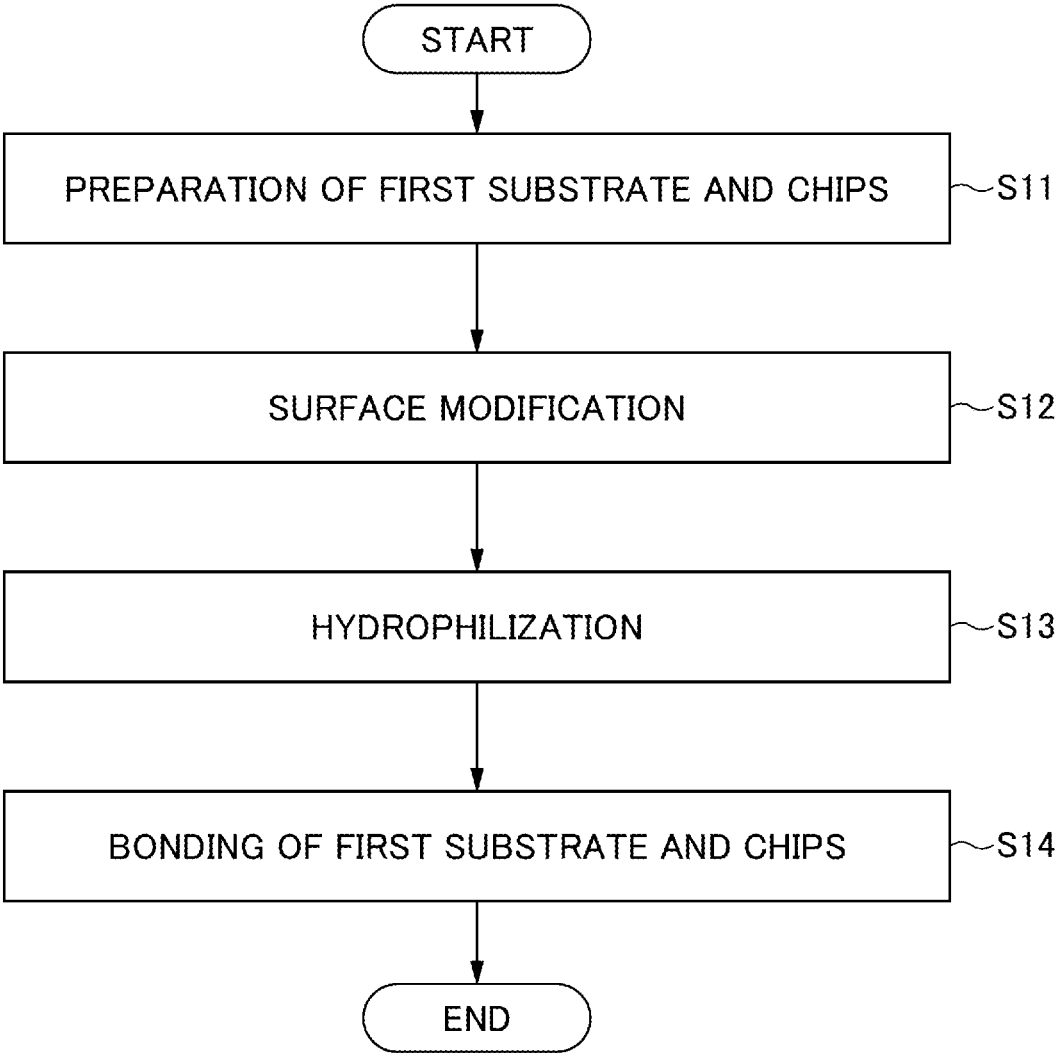 START
PREPARATION OF FIRST SUBSTRATE AND CHIPS
S11
SURFACE MODIFICATION
S12
HYDROPHILIZATION
S13
BONDING OF FIRST SUBSTRATE AND CHIPS
S14
END